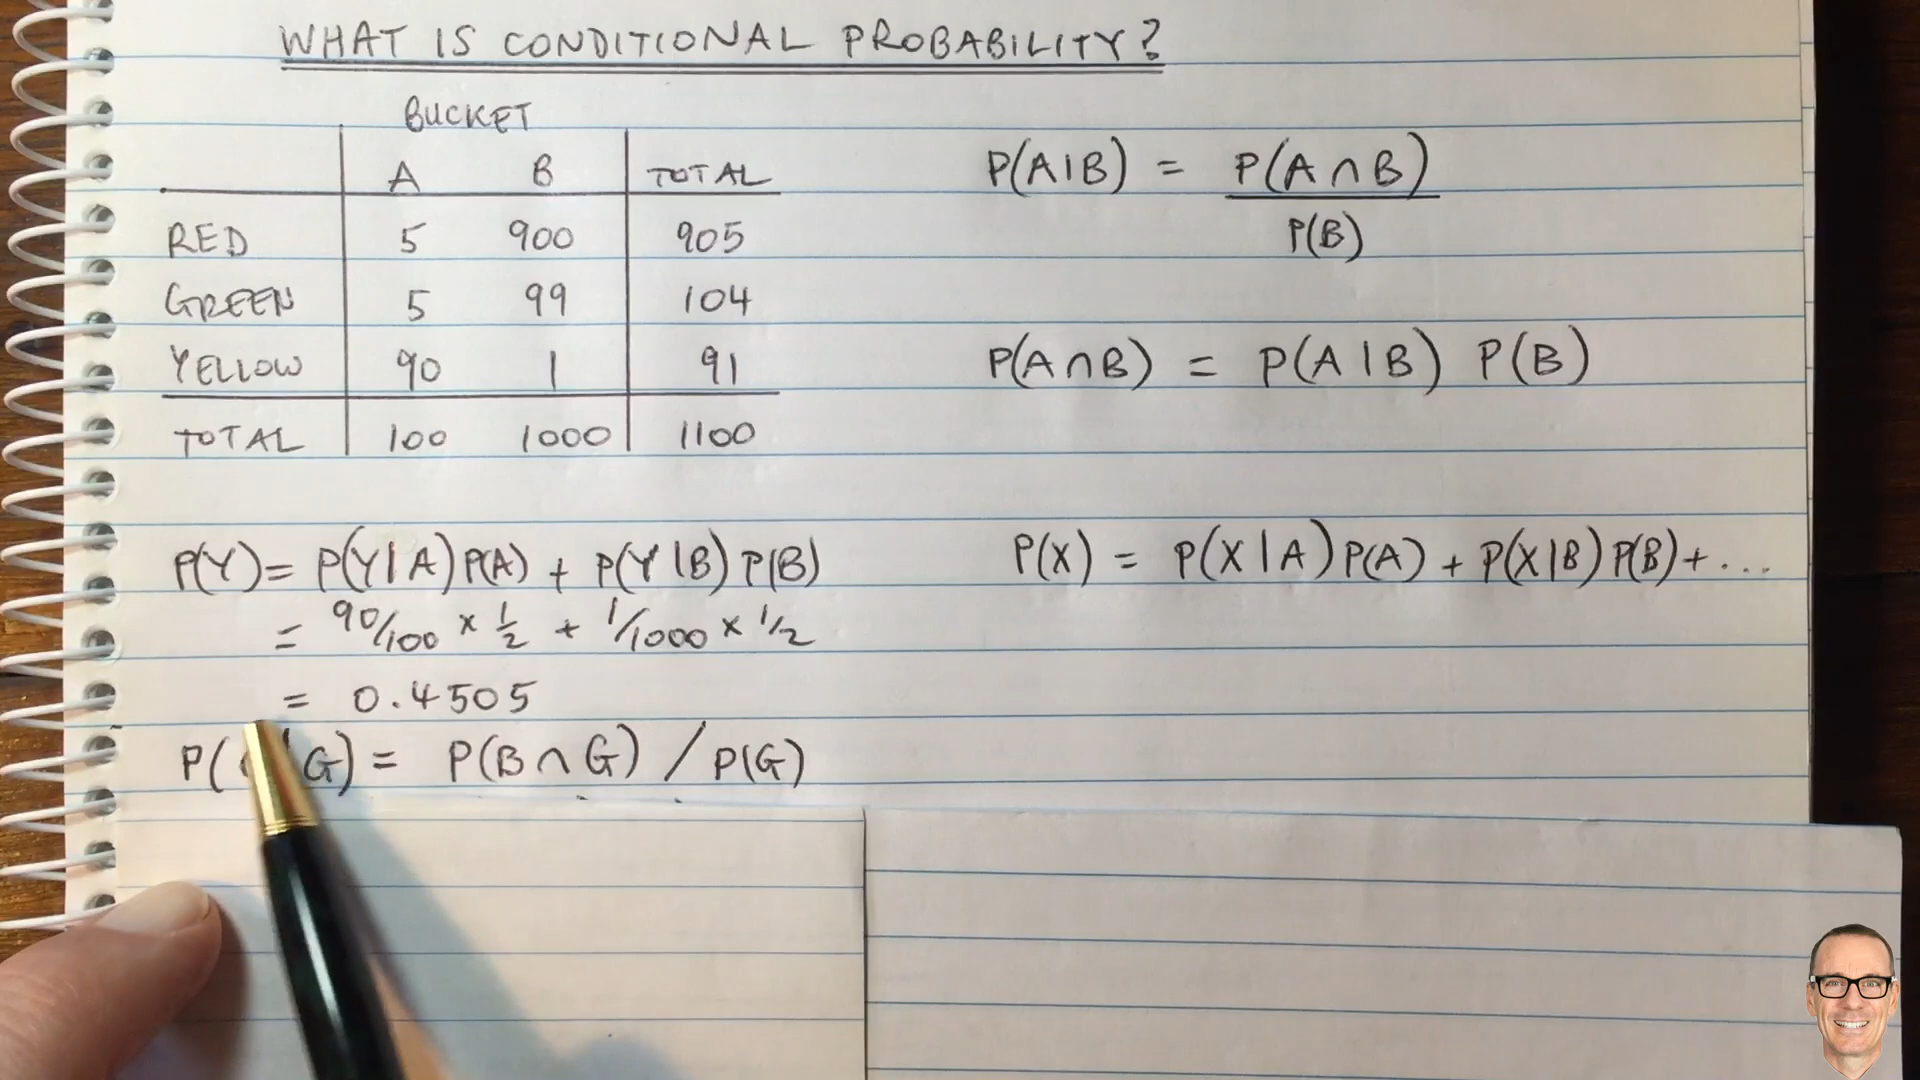 WHAT IS CONDITIONAL PROBABILITY?
BUCKET
A B TOTAL
RED 5 900 905
GREEN 5 99 104
YELLOW 90 1 91
TOTAL 100 1000 1100
P(A|B) = P(A∩B)
P(B)
P(A∩B) = P(A|B) P(B)
P(Y) = P(Y|A)P(A) + P(Y|B)P(B)
= 90/100 × 1/2 + 1/1000 × 1/2
= 0.4505
P(X) = P(X|A)P(A) + P(X|B)P(B) + ...
P( |G) = P(B∩G) / P(G)